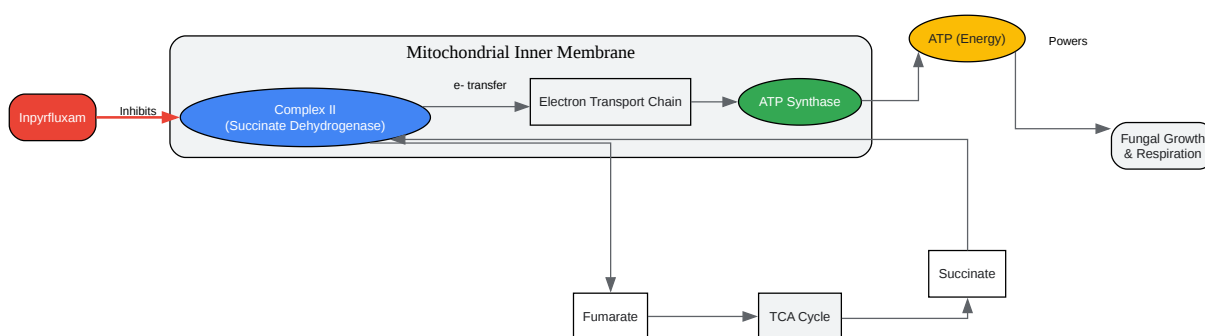 ATP (Energy)
Powers
Mitochondrial Inner Membrane
e- transfer
Inpyrfluxam
Inhibits
Complex II
(Succinate Dehydrogenase)
Electron Transport Chain
ATP Synthase
Fungal Growth
& Respiration
Succinate
Fumarate
TCA Cycle